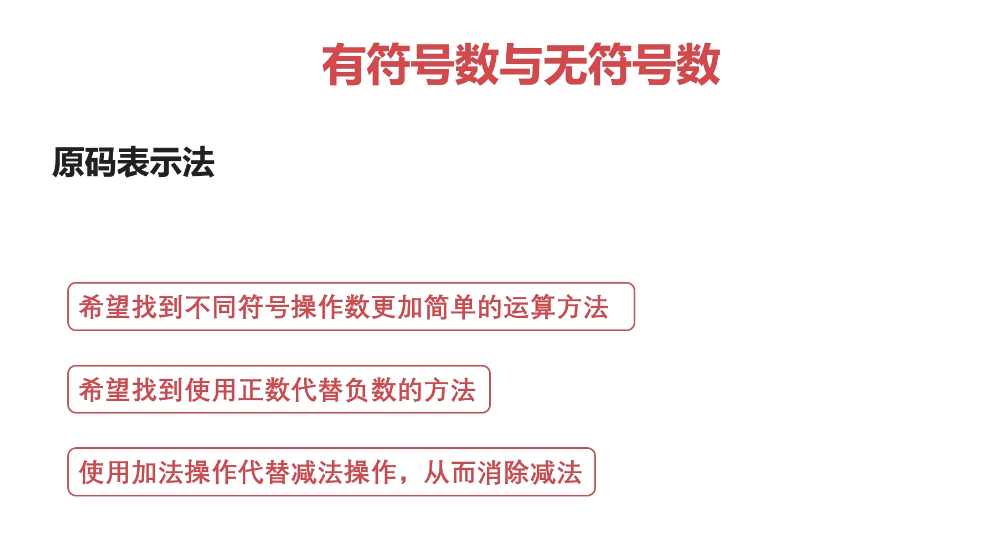 有符号数与无符号数
原码表示法
希望找到不同符号操作数更加简单的运算方法
希望找到使用正数代替负数的方法
使用加法操作代替减法操作，从而消除减法